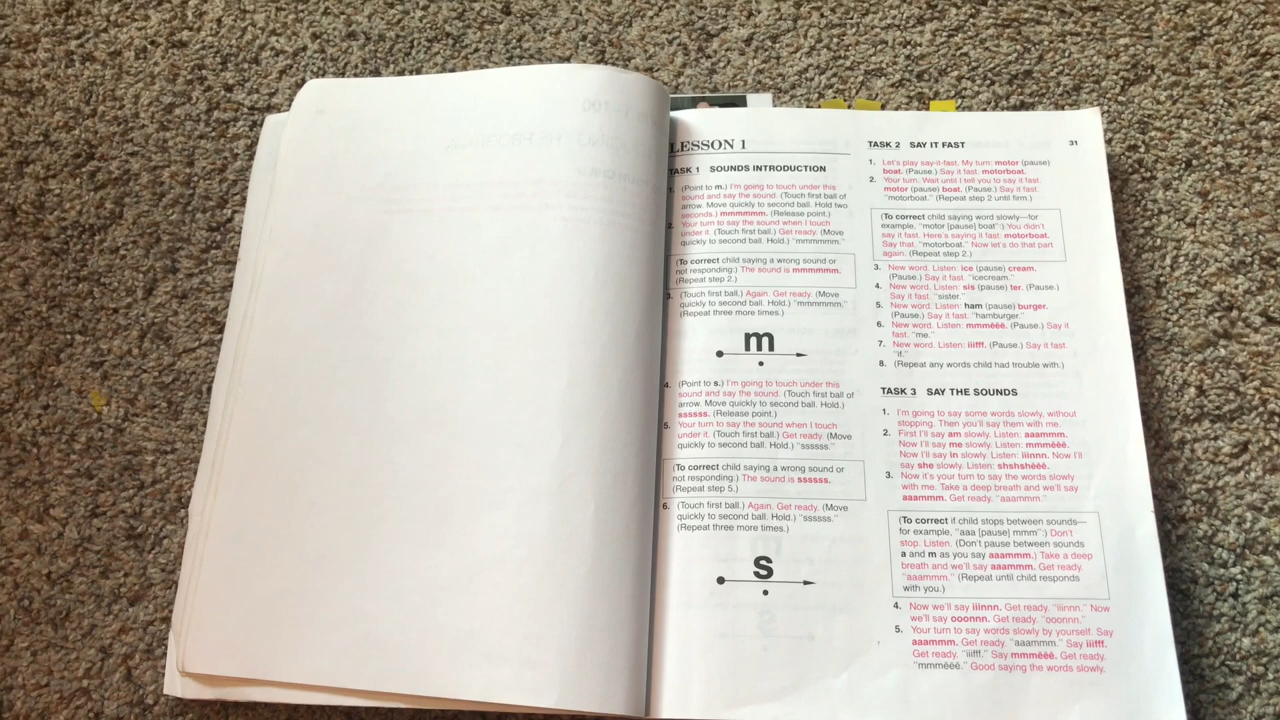 LESSON 1
TASK 1 SOUNDS INTRODUCTION
1. (Point to m.) I'm going to touch under this
sound and say the sound. (Touch first ball of
arrow. Move quickly to second ball. Hold two
seconds.) mmmmmm. (Release point.)
2. Your turn to say the sound when I touch
under it. (Touch first ball.) Get ready. (Move
quickly to second ball. Hold.) "mmmmmm."
(To correct child saying a wrong sound or
not responding:) The sound is mmmmmm.
(Repeat step 2.)
3. (Touch first ball.) Again. Get ready. (Move
quickly to second ball. Hold.) "mmmmmm."
(Repeat three more times.)
m
4. (Point to s.) I'm going to touch under this
sound and say the sound. (Touch first ball of
arrow. Move quickly to second ball. Hold.)
ssssss. (Release point.)
5. Your turn to say the sound when I touch
under it. (Touch first ball.) Get ready. (Move
quickly to second ball. Hold.) "ssssss."
(To correct child saying a wrong sound or
not responding:) The sound is ssssss.
(Repeat step 5.)
6. (Touch first ball.) Again. Get ready. (Move
quickly to second ball. Hold.) "ssssss."
(Repeat three more times.)
s
TASK 2 SAY IT FAST
31
1. Let's play say-it-fast. My turn: motor (pause)
boat. (Pause.) Say it fast. motorboat.
2. Your turn. Wait until I tell you to say it fast.
motor (pause) boat. (Pause.) Say it fast.
"motorboat." (Repeat step 2 until firm.)
(To correct child saying word slowly—for
example, "motor [pause] boat":) You didn't
say it fast. Here's saying it fast: motorboat.
Say that. "motorboat." Now let's do that part
again. (Repeat step 2.)
3. New word. Listen: ice (pause) cream.
(Pause.) Say it fast. "icecream."
4. New word. Listen: sis (pause) ter. (Pause.)
Say it fast. "sister."
5. New word. Listen: ham (pause) burger.
(Pause.) Say it fast. "hamburger."
6. New word. Listen: mmmēēē. (Pause.) Say it
fast. "me."
7. New word. Listen: iiifff. (Pause.) Say it fast.
"if."
8. (Repeat any words child had trouble with.)
TASK 3 SAY THE SOUNDS
1. I'm going to say some words slowly, without
stopping. Then you'll say them with me.
2. First I'll say am slowly. Listen: aaammm.
Now I'll say me slowly. Listen: mmmēēē.
Now I'll say in slowly. Listen: iiinnn. Now I'll
say she slowly. Listen: shshshēēē.
3. Now it's your turn to say the words slowly
with me. Take a deep breath and we'll say
aaammm. Get ready. "aaammm."
(To correct if child stops between sounds—
for example, "aaa [pause] mmm":) Don't
stop. Listen. (Don't pause between sounds
a and m as you say aaammm.) Take a deep
breath and we'll say aaammm. Get ready.
"aaammm." (Repeat until child responds
with you.)
4. Now we'll say iiinnn. Get ready. "iiinnn." Now
we'll say ooonnn. Get ready. "ooonnn."
5. Your turn to say words slowly by yourself. Say
aaammm. Get ready. "aaammm." Say iiifff.
Get ready. "iiifff." Say mmmēēē. Get ready.
"mmmēēē." Good saying the words slowly.